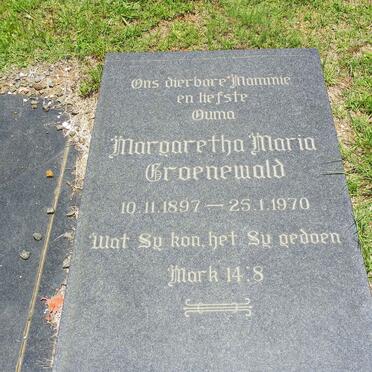 Ons dierbare Mammie
en liefste
Ouma
Margaretha Maria
Groenewald
10.11.1897 — 25.1.1970
Wat Sy kon, het Sy gedoen
Mark 14:8